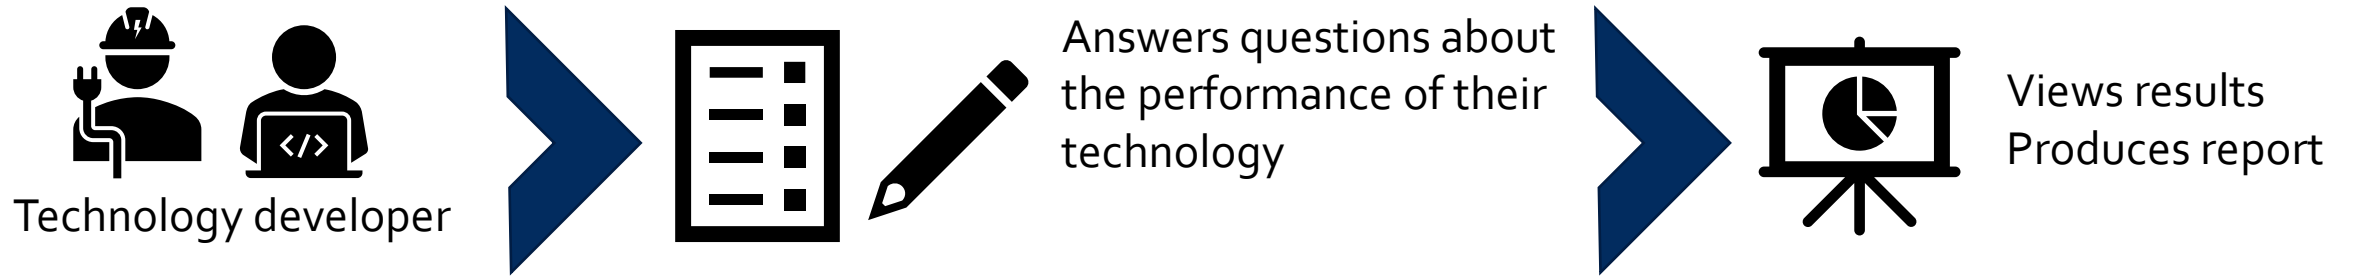 Technology developer
</>
Answers questions about
the performance of their
technology
Views results
Produces report